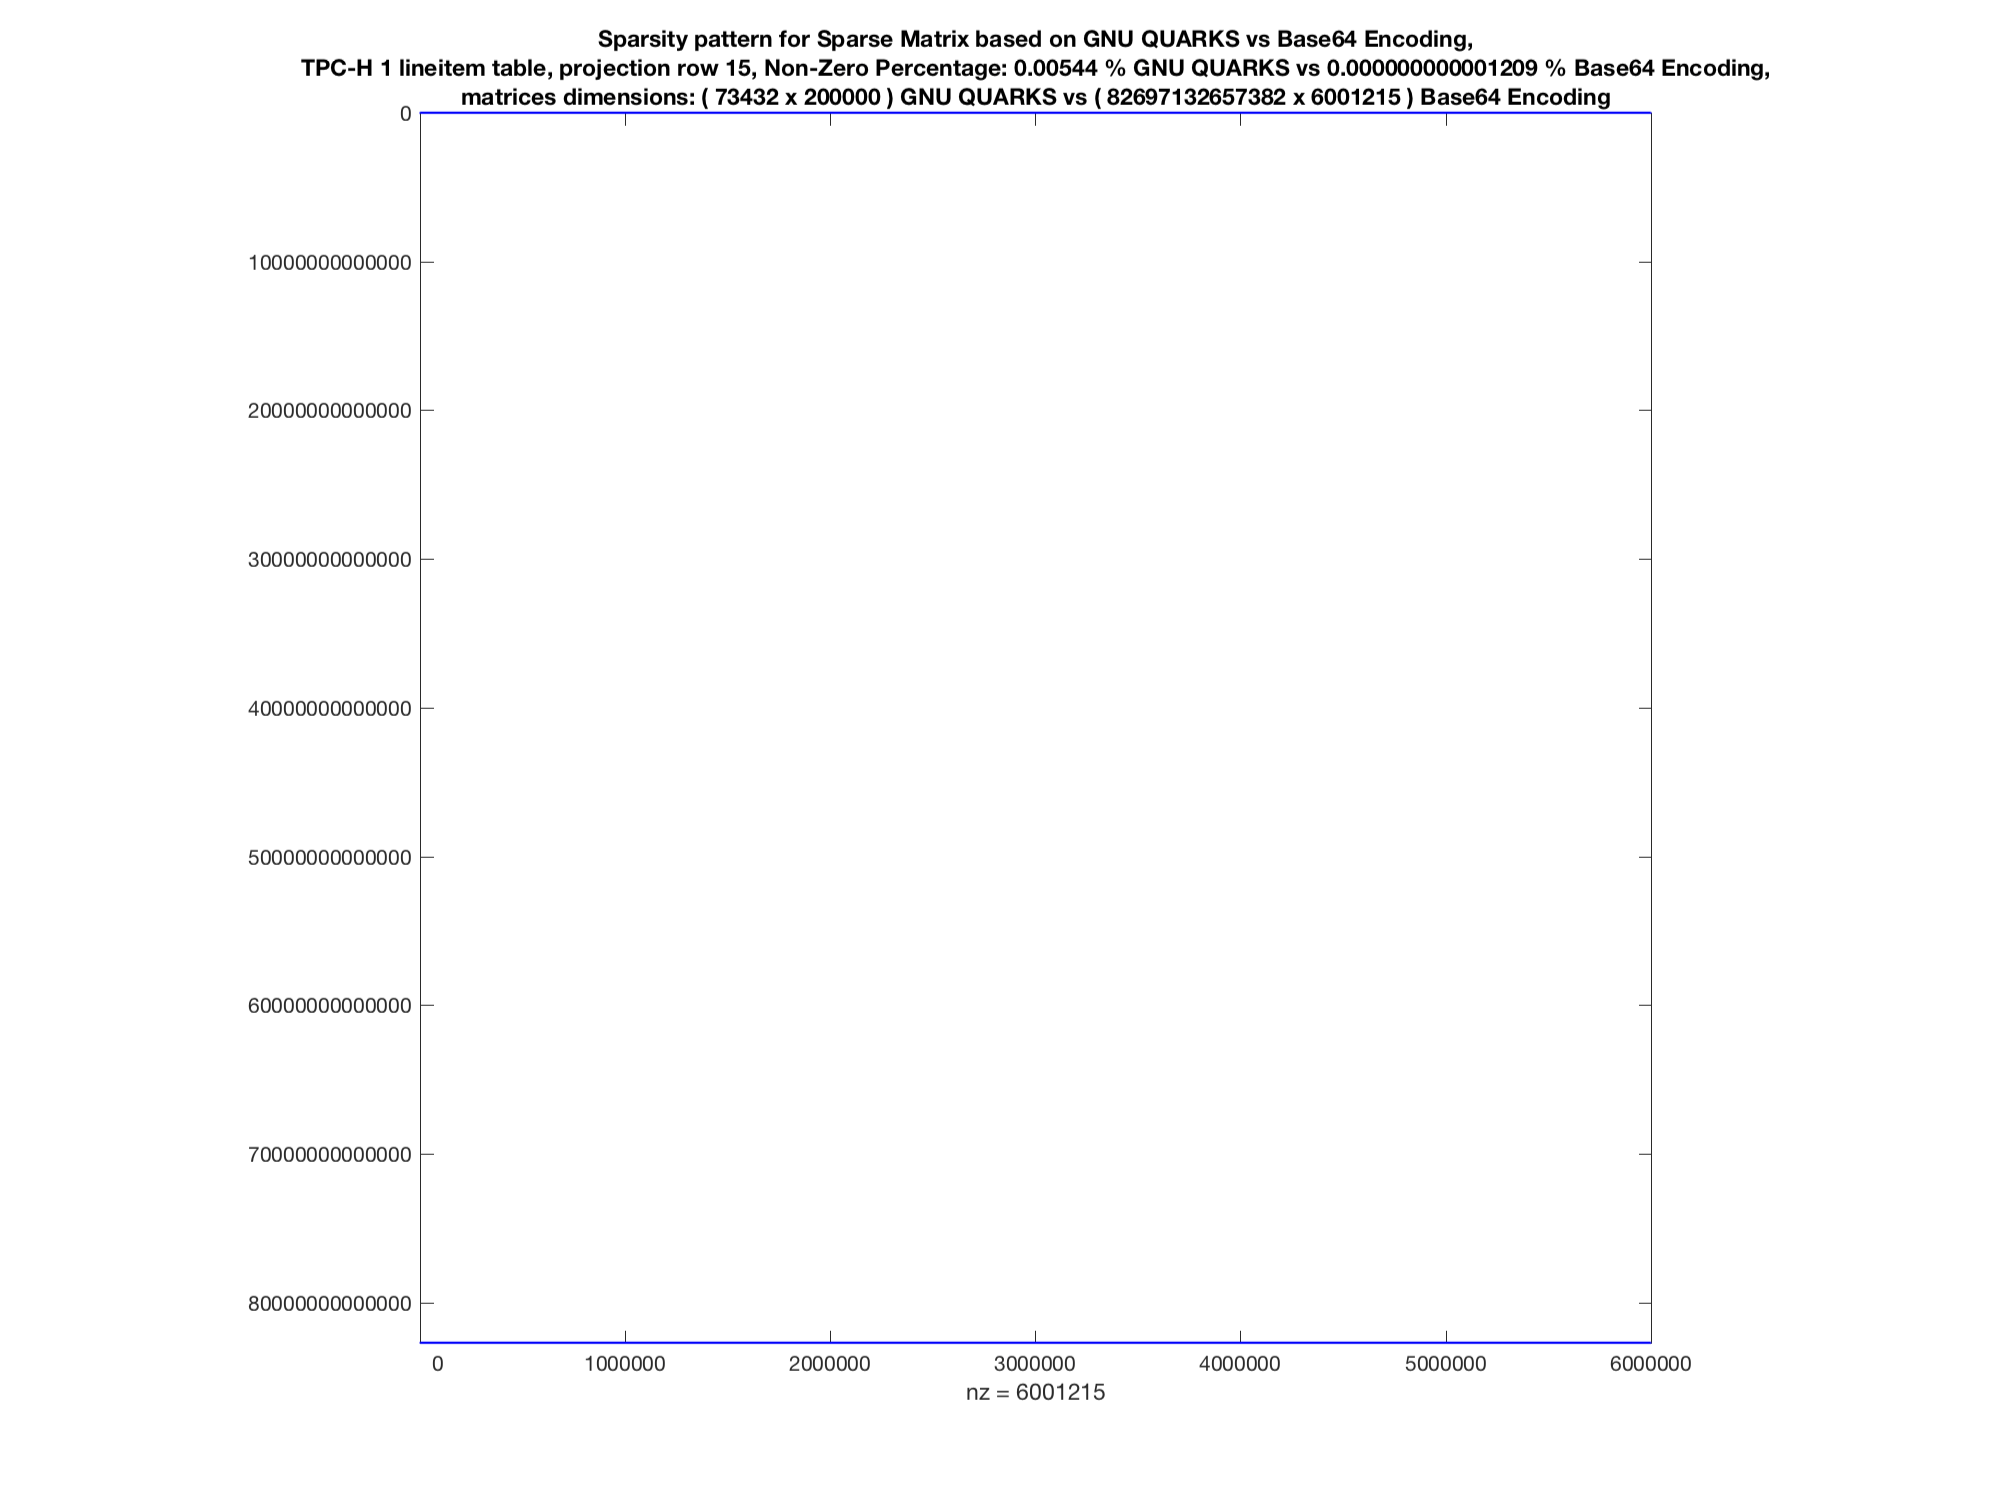 Sparsity pattern for Sparse Matrix based on GNU QUARKS vs Base64 Encoding,
TPC-H 1 lineitem table, projection row 15, Non-Zero Percentage: 0.00544 % GNU QUARKS vs 0.000000000001209 % Base64 Encoding,
matrices dimensions: ( 73432 x 200000 ) GNU QUARKS vs ( 82697132657382 x 6001215 ) Base64 Encoding
0
10000000000000
20000000000000
30000000000000
40000000000000
50000000000000
60000000000000
70000000000000
80000000000000
0 1000000 2000000 3000000 4000000 5000000 6000000
nz = 6001215